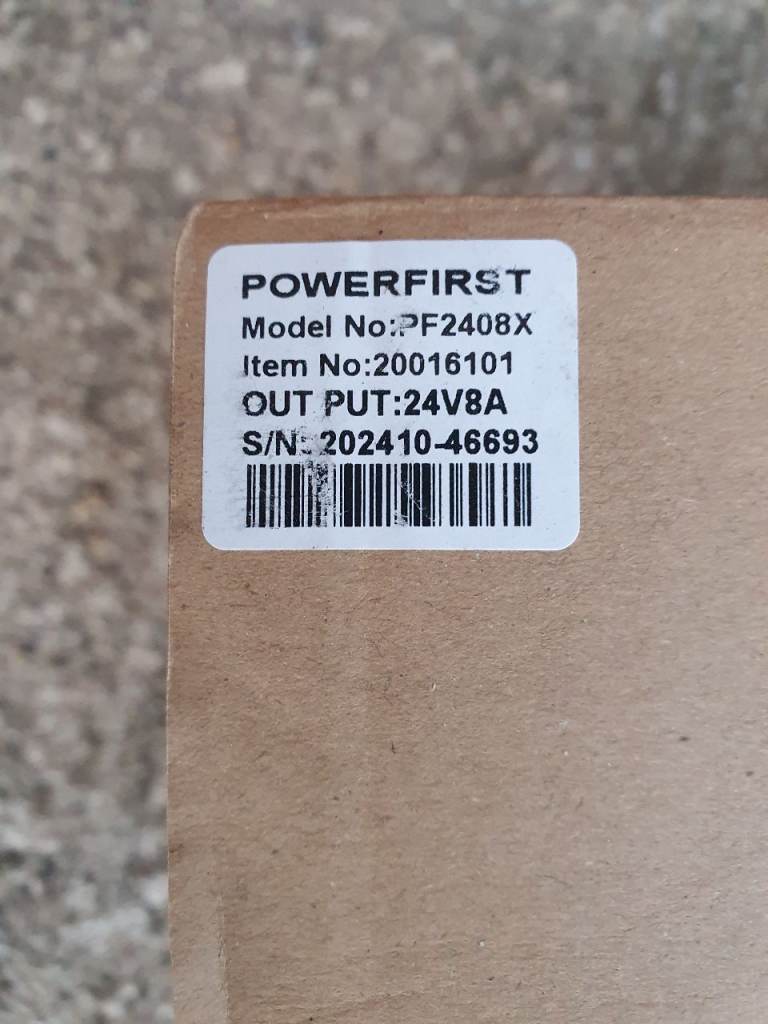 POWERFIRST
Model No:PF2408X
Item No:20016101
OUT PUT:24V8A
S/N: 202410-46693